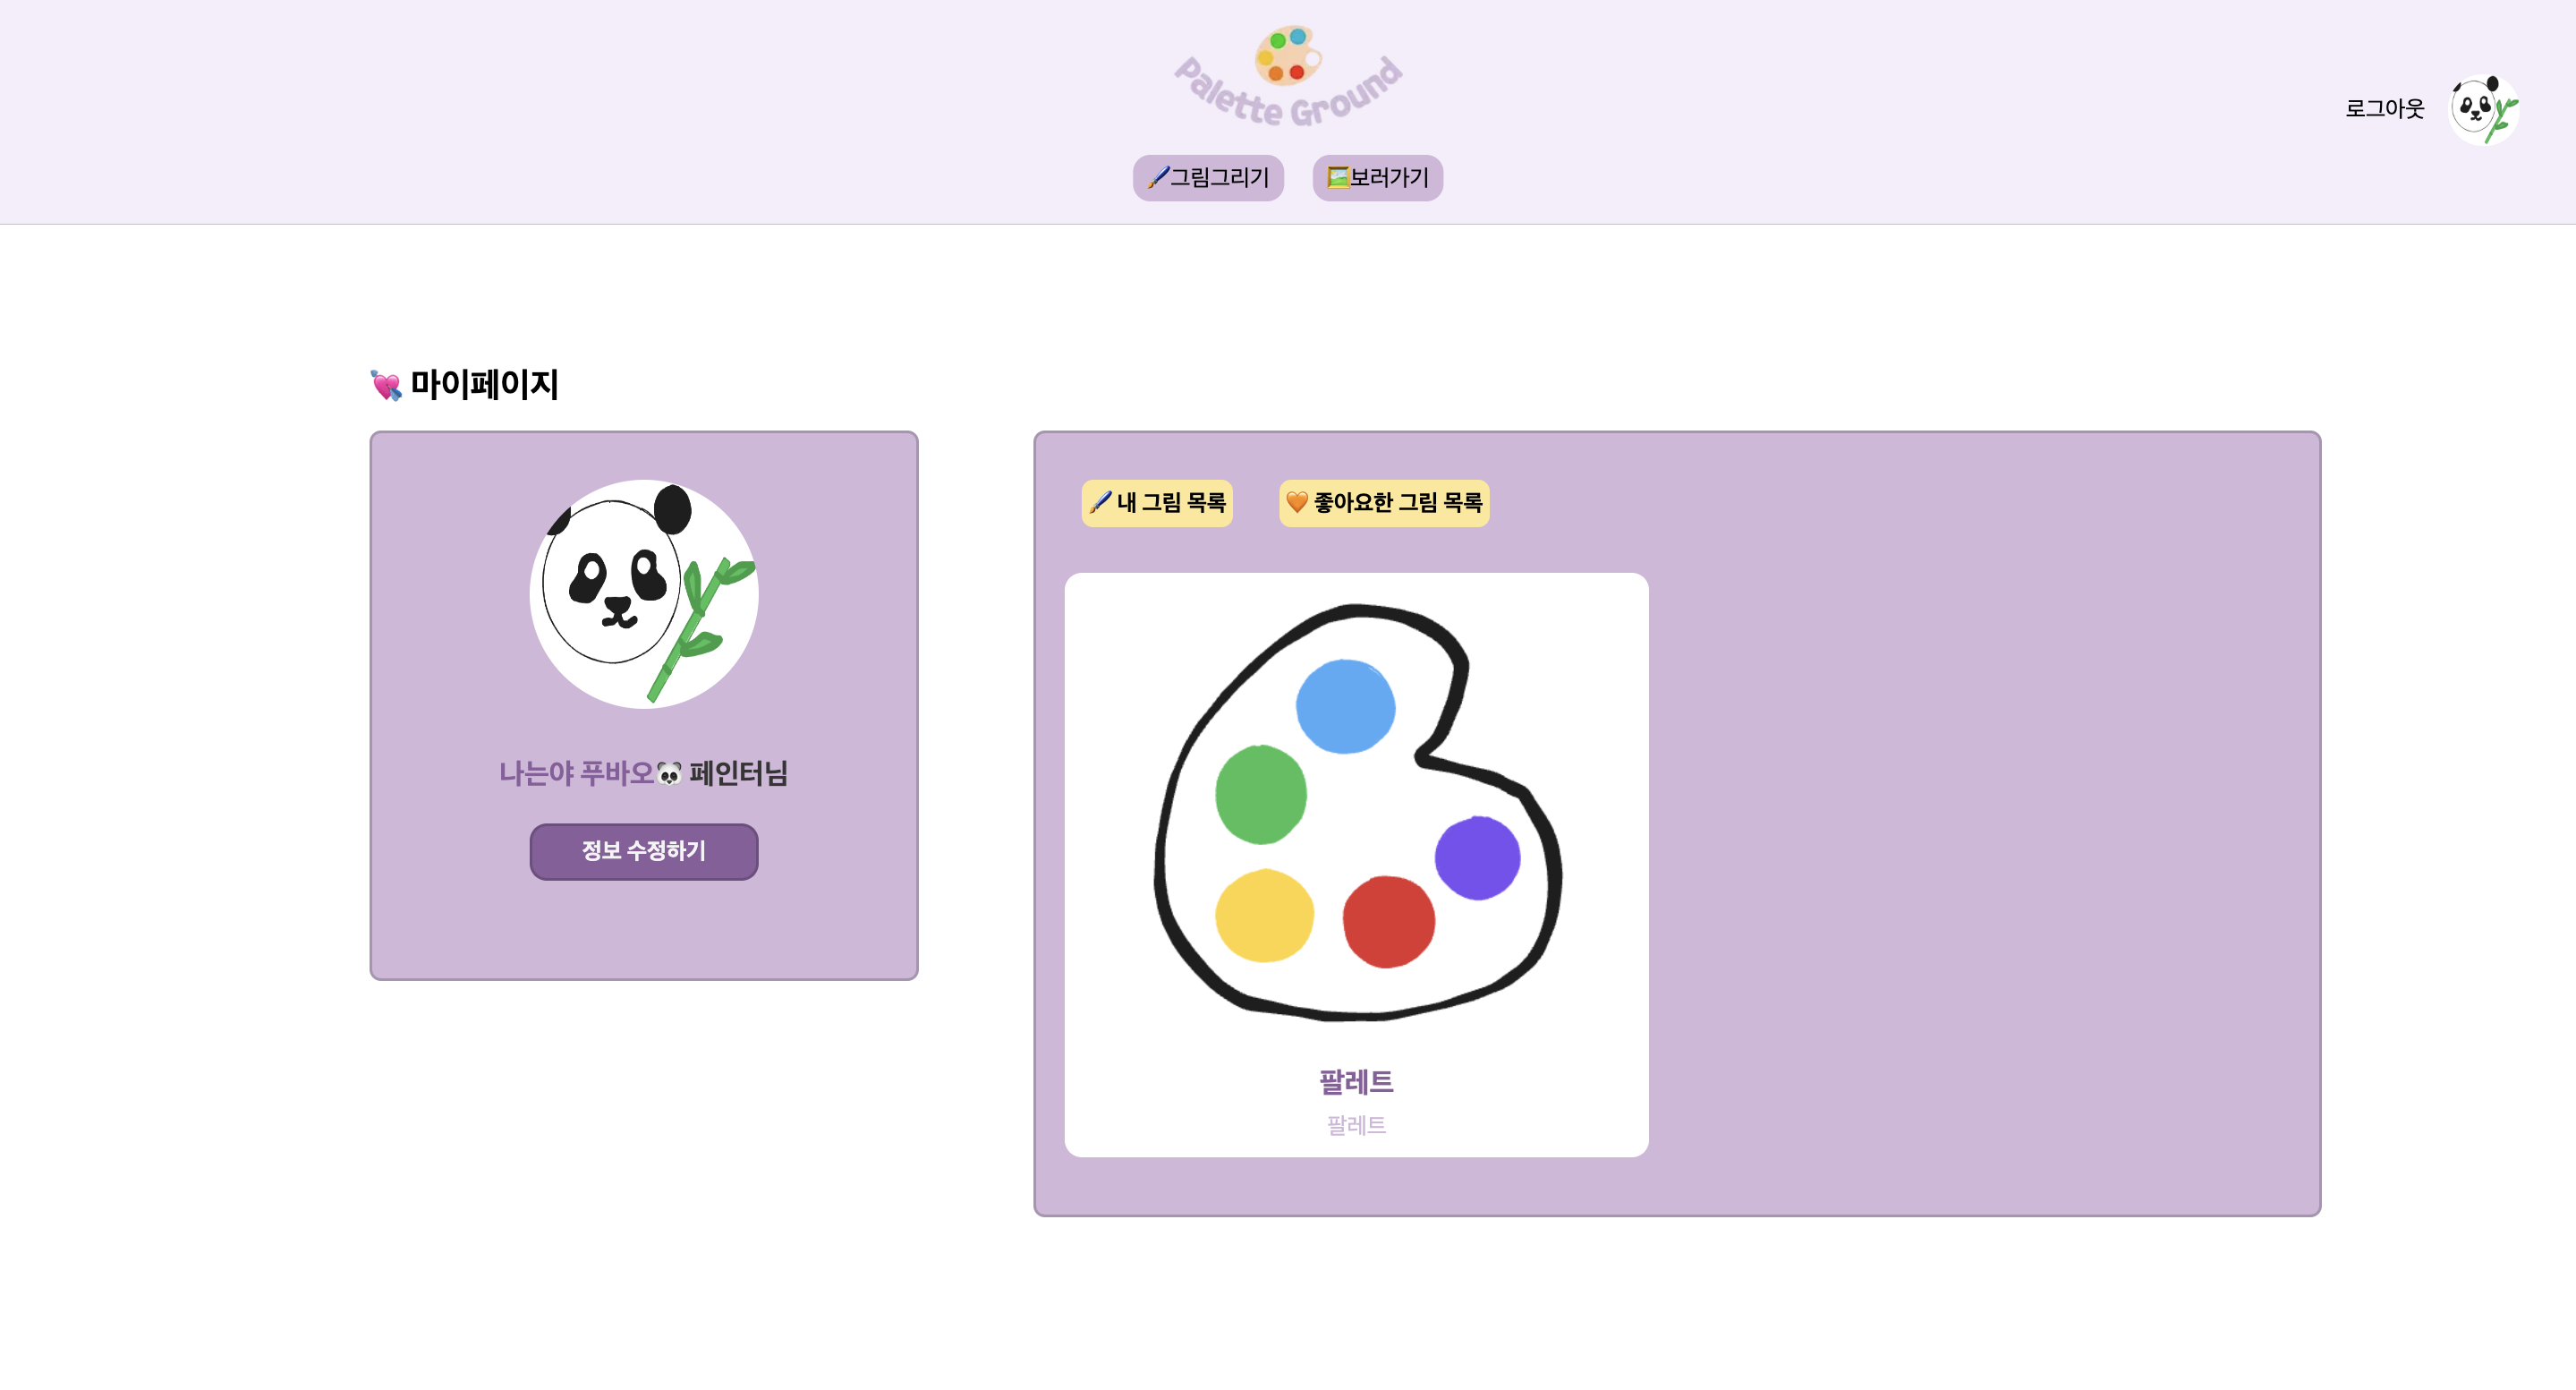 Palette Ground
로그아웃
🖌️그림그리기 🖼️보러가기
💘 마이페이지
🖌️ 내 그림 목록 🧡 좋아요한 그림 목록
나는야 푸바오🐼 페인터님
정보 수정하기
팔레트
팔레트